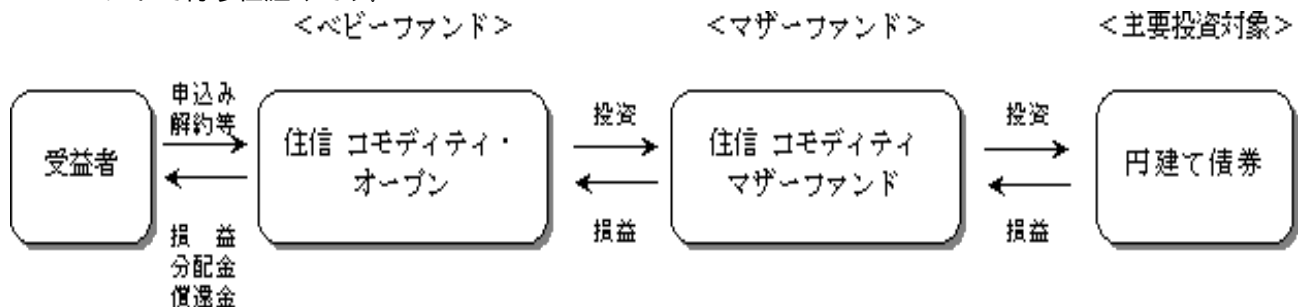 ＜ベビーファンド＞
＜マザーファンド＞
＜主要投資対象＞
受益者
申込み
解約等
損　益
分配金
償還金
住信 コモディティ・
オープン
投資
損益
住信 コモディティ
マザーファンド
投資
損益
円建て債券